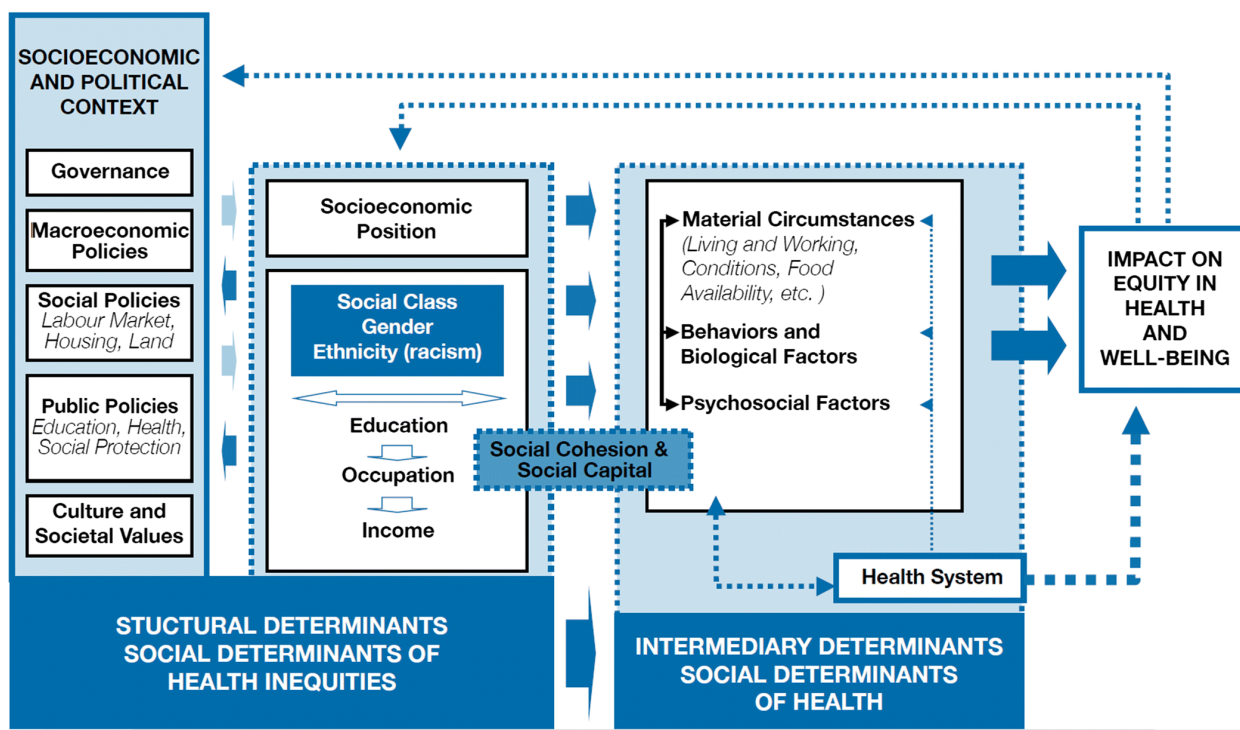 SOCIOECONOMIC
AND POLITICAL
CONTEXT
Governance
Macroeconomic
Policies
Social Policies
Labour Market,
Housing, Land
Public Policies
Education, Health,
Social Protection
Culture and
Societal Values
Socioeconomic
Position
Social Class
Gender
Ethnicity (racism)
Education
Occupation
Income
Social Cohesion &
Social Capital
Material Circumstances
(Living and Working,
Conditions, Food
Availability, etc. )
Behaviors and
Biological Factors
Psychosocial Factors
Health System
IMPACT ON
EQUITY IN
HEALTH
AND
WELL-BEING
STUCTURAL DETERMINANTS
SOCIAL DETERMINANTS OF
HEALTH INEQUITIES
INTERMEDIARY DETERMINANTS
SOCIAL DETERMINANTS
OF HEALTH